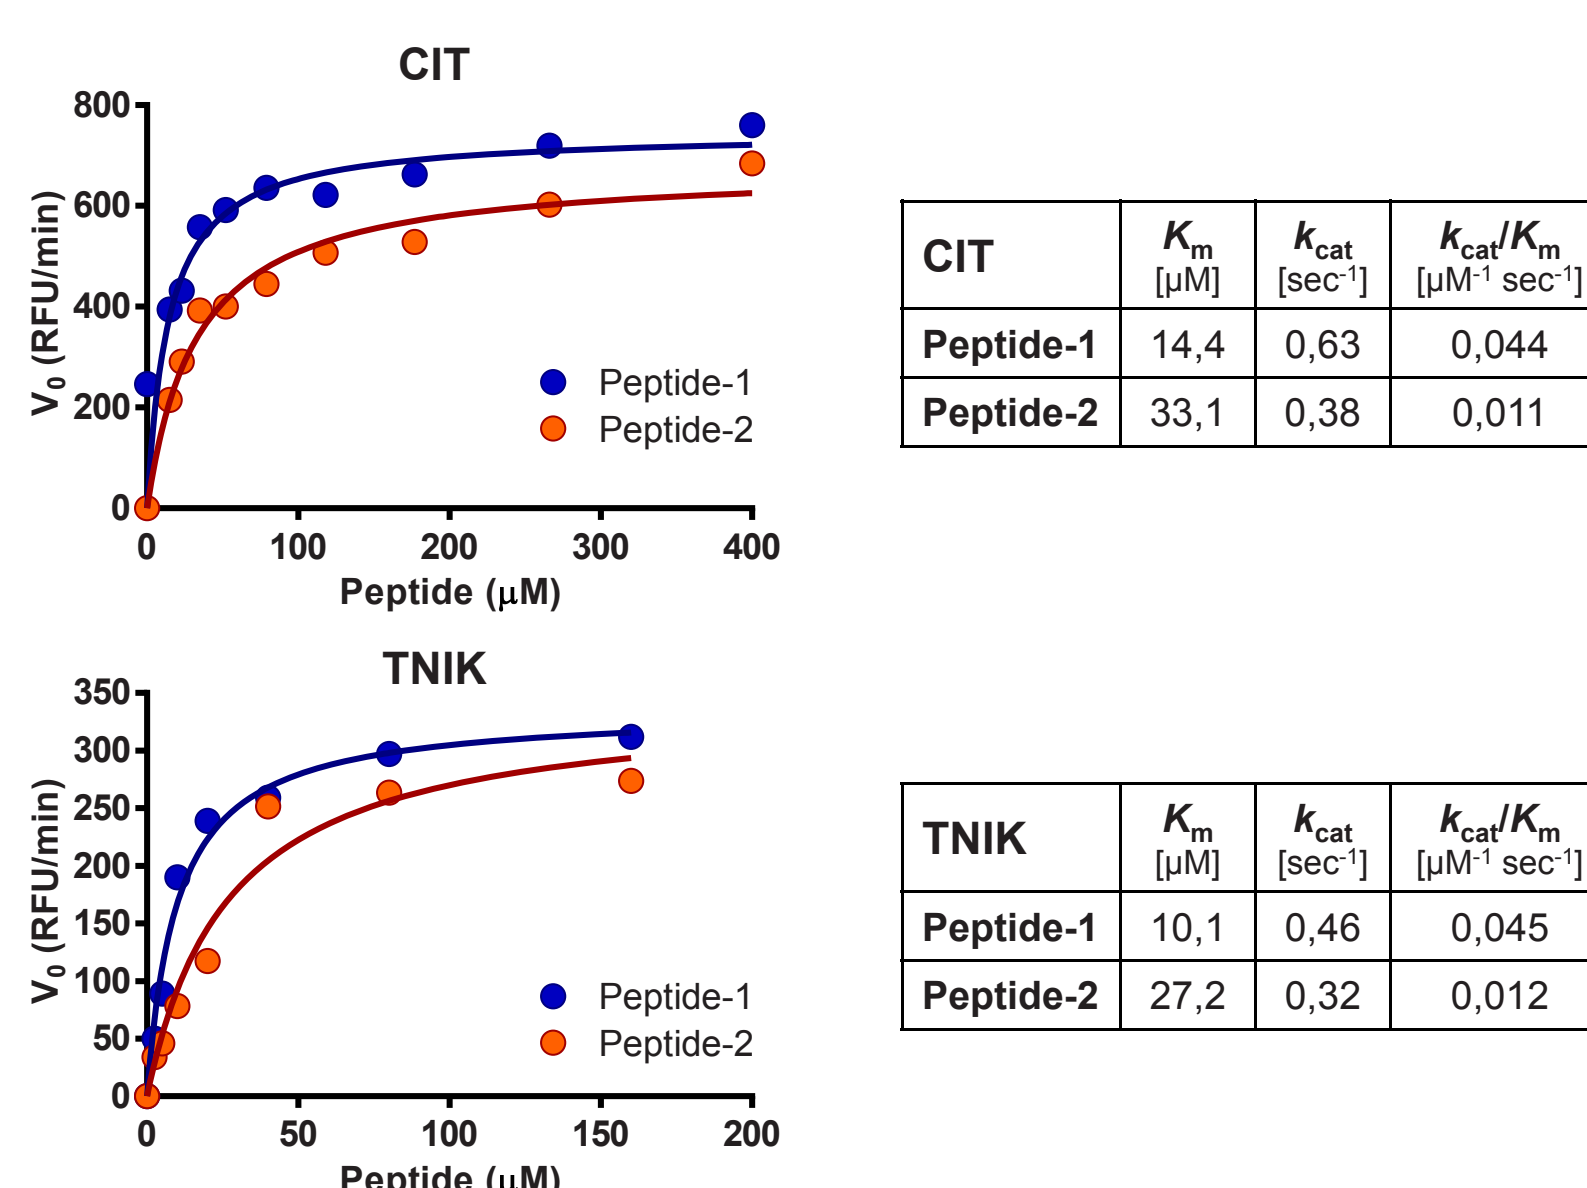 CIT
800
600
400
200
0
V0 (RFU/min)
Peptide-1
Peptide-2
0 100 200 300 400
Peptide (μM)
CIT Km [µM] kcat [sec-1] kcat/Km [µM-1 sec-1]
Peptide-1 14,4 0,63 0,044
Peptide-2 33,1 0,38 0,011
TNIK
350
300
250
200
150
100
50
0
V0 (RFU/min)
Peptide-1
Peptide-2
0 50 100 150 200
Peptide (μM)
TNIK Km [µM] kcat [sec-1] kcat/Km [µM-1 sec-1]
Peptide-1 10,1 0,46 0,045
Peptide-2 27,2 0,32 0,012